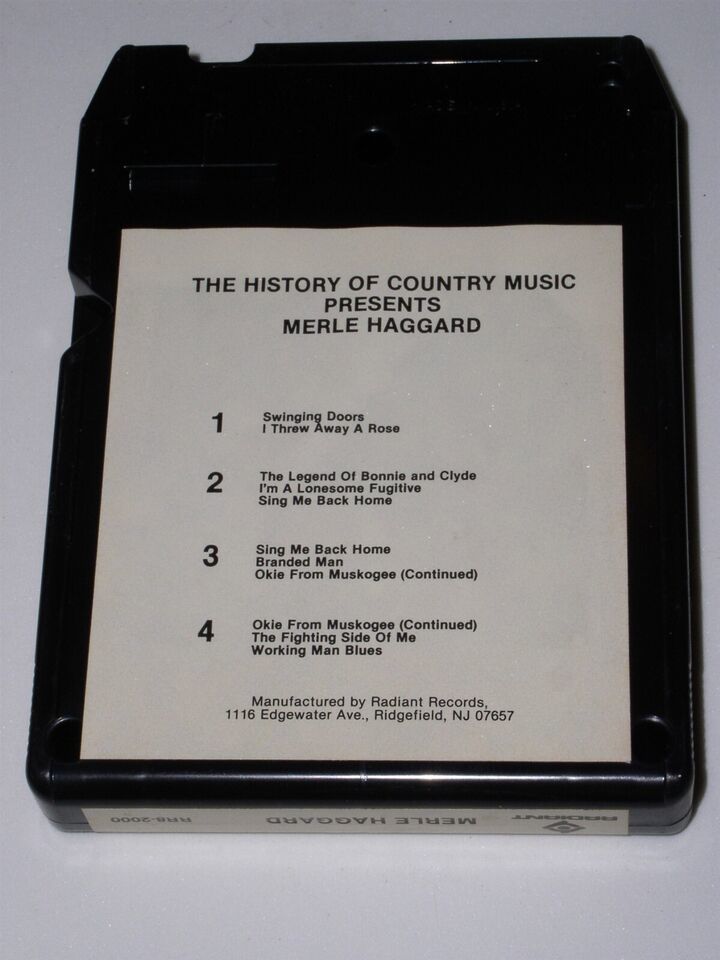 THE HISTORY OF COUNTRY MUSIC
PRESENTS
MERLE HAGGARD
1
Swinging Doors
I Threw Away A Rose
2
The Legend Of Bonnie and Clyde
I'm A Lonesome Fugitive
Sing Me Back Home
3
Sing Me Back Home
Branded Man
Okie From Muskogee (Continued)
4
Okie From Muskogee (Continued)
The Fighting Side Of Me
Working Man Blues
Manufactured by Radiant Records,
1116 Edgewater Ave., Ridgefield, NJ 07657
RADIANT MERLE HAGGARD RR8-2000